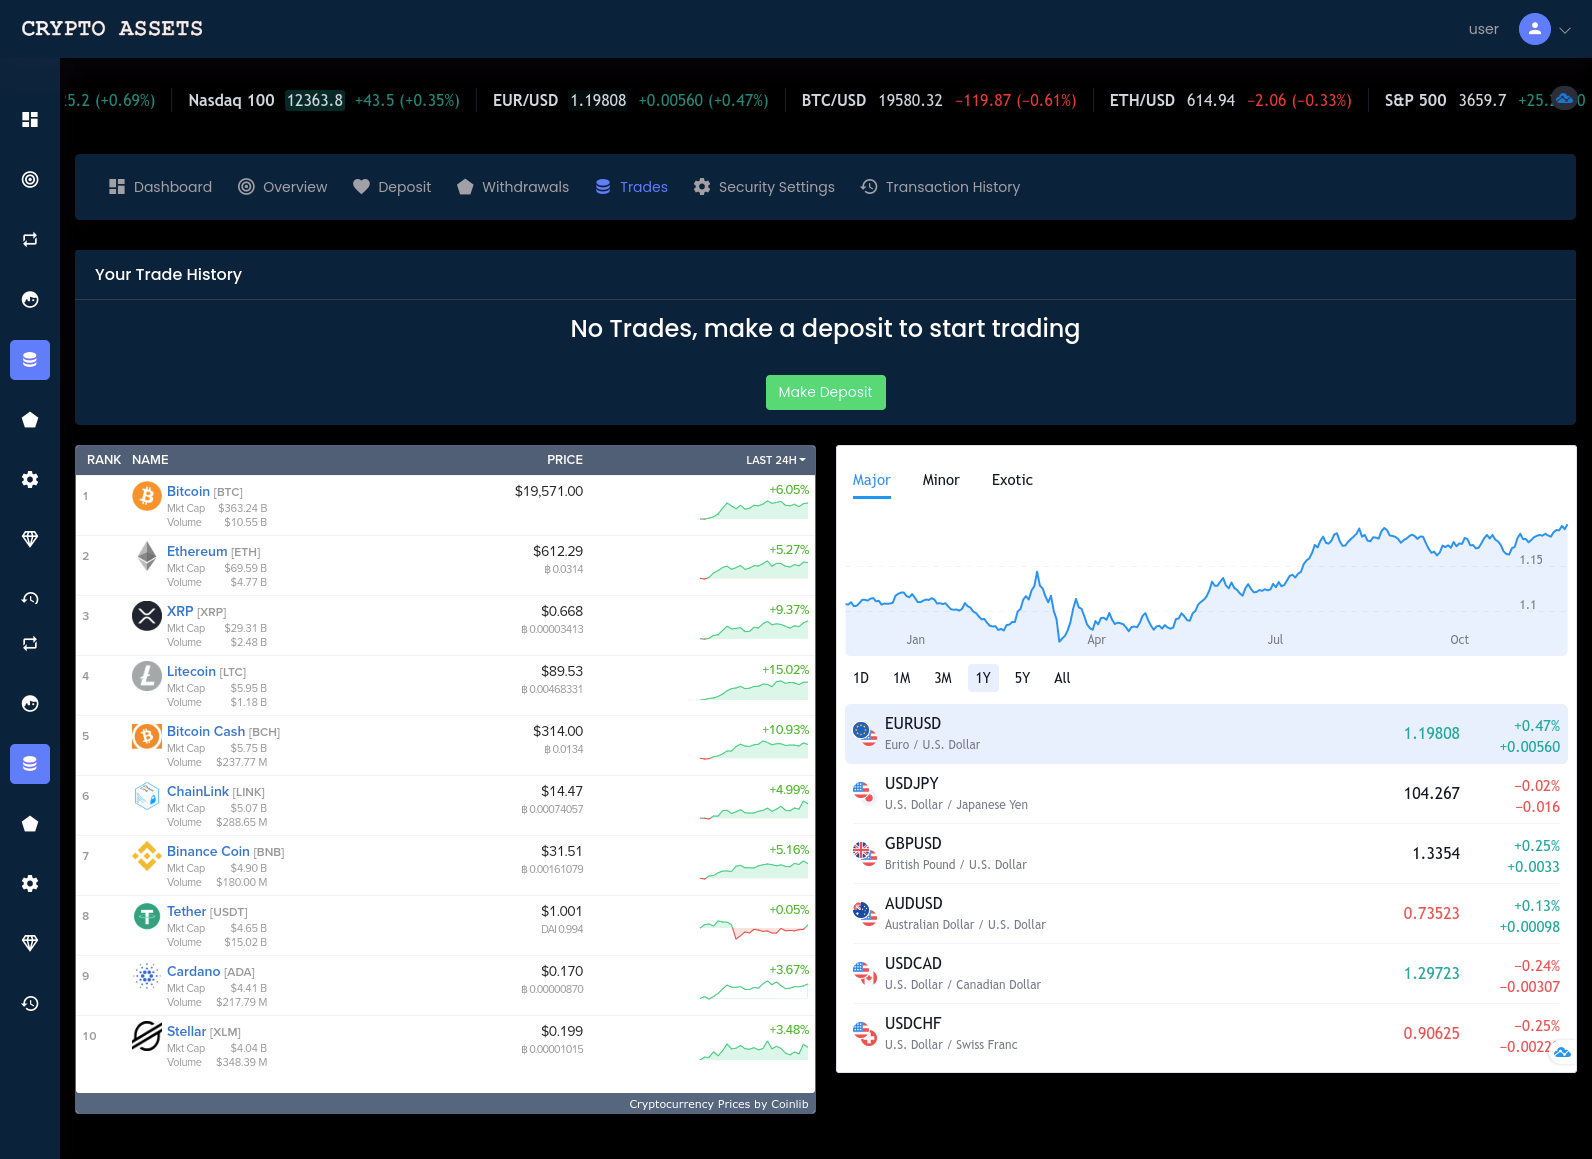 CRYPTO ASSETS
user
25.2 (+0.69%) Nasdaq 100 12363.8 +43.5 (+0.35%) EUR/USD 1.19808 +0.00560 (+0.47%) BTC/USD 19580.32 −119.87 (−0.61%) ETH/USD 614.94 −2.06 (−0.33%) S&P 500 3659.7
Dashboard Overview Deposit Withdrawals Trades Security Settings Transaction History
Your Trade History
No Trades, make a deposit to start trading
Make Deposit
RANK NAME PRICE LAST 24H
1 Bitcoin [BTC] $19,571.00 +6.05%
Mkt Cap $363.24 B
Volume $10.55 B
2 Ethereum [ETH] $612.29 +5.27%
Mkt Cap $69.59 B ฿ 0.0314
Volume $4.77 B
3 XRP [XRP] $0.668 +9.37%
Mkt Cap $29.31 B ฿ 0.00003413
Volume $2.48 B
4 Litecoin [LTC] $89.53 +15.02%
Mkt Cap $5.95 B ฿ 0.00468331
Volume $1.18 B
5 Bitcoin Cash [BCH] $314.00 +10.93%
Mkt Cap $5.75 B ฿ 0.0134
Volume $237.77 M
6 ChainLink [LINK] $14.47 +4.99%
Mkt Cap $5.07 B ฿ 0.00074057
Volume $288.65 M
7 Binance Coin [BNB] $31.51 +5.16%
Mkt Cap $4.90 B ฿ 0.00161079
Volume $180.00 M
8 Tether [USDT] $1.001 +0.05%
Mkt Cap $4.65 B DAI 0.994
Volume $15.02 B
9 Cardano [ADA] $0.170 +3.67%
Mkt Cap $4.41 B ฿ 0.00000870
Volume $217.79 M
10 Stellar [XLM] $0.199 +3.48%
Mkt Cap $4.04 B ฿ 0.00001015
Volume $348.39 M
Cryptocurrency Prices by Coinlib
Major Minor Exotic
1.15
1.1
Jan Apr Jul Oct
1D 1M 3M 1Y 5Y All
EURUSD 1.19808 +0.47%
Euro / U.S. Dollar +0.00560
USDJPY 104.267 −0.02%
U.S. Dollar / Japanese Yen −0.016
GBPUSD 1.3354 +0.25%
British Pound / U.S. Dollar +0.0033
AUDUSD 0.73523 +0.13%
Australian Dollar / U.S. Dollar +0.00098
USDCAD 1.29723 −0.24%
U.S. Dollar / Canadian Dollar −0.00307
USDCHF 0.90625 −0.25%
U.S. Dollar / Swiss Franc